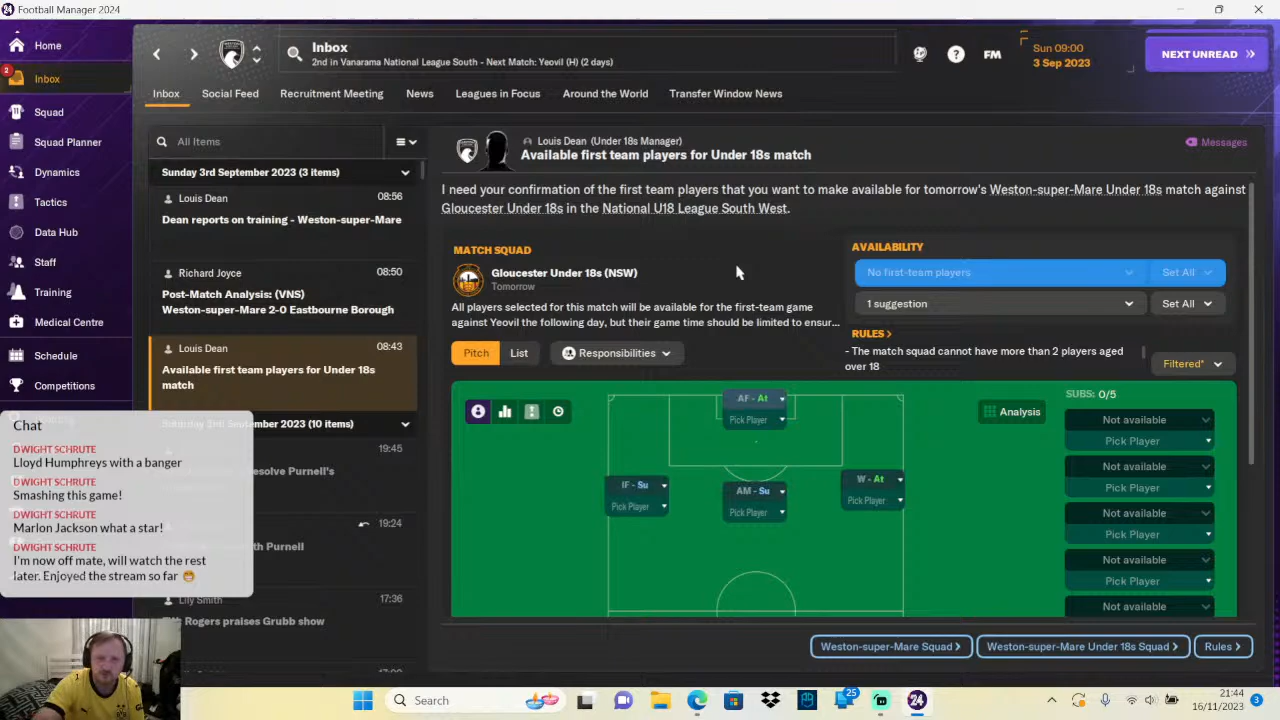 Football Manager 2024
Home
2
Inbox
Squad
Squad Planner
Dynamics
Tactics
Data Hub
Staff
Training
Medical Centre
Schedule
Competitions
Inbox
2nd in Vanarama National League South - Next Match: Yeovil (H) (2 days)
FM
Sun 09:00
3 Sep 2023
NEXT UNREAD
Inbox
Social Feed
Recruitment Meeting
News
Leagues in Focus
Around the World
Transfer Window News
All Items
Sunday 3rd September 2023 (3 items)
Louis Dean 08:56
Dean reports on training - Weston-super-Mare
Richard Joyce 08:50
Post-Match Analysis: (VNS)
Weston-super-Mare 2-0 Eastbourne Borough
Louis Dean 08:43
Available first team players for Under 18s
match
September 2023 (10 items)
19:45
esolve Purnell's
19:24
Purnell
Lily Smith 17:36
Rogers praises Grubb show
Chat
DWIGHT SCHRUTE
Lloyd Humphreys with a banger
DWIGHT SCHRUTE
Smashing this game!
DWIGHT SCHRUTE
Marlon Jackson what a star!
DWIGHT SCHRUTE
I'm now off mate, will watch the rest
later. Enjoyed the stream so far
Louis Dean (Under 18s Manager)
Available first team players for Under 18s match
Messages
I need your confirmation of the first team players that you want to make available for tomorrow's Weston-super-Mare Under 18s match against
Gloucester Under 18s in the National U18 League South West.
MATCH SQUAD
Gloucester Under 18s (NSW)
Tomorrow
All players selected for this match will be available for the first-team game
against Yeovil the following day, but their game time should be limited to ensur...
AVAILABILITY
No first-team players Set All
1 suggestion Set All
RULES >
- The match squad cannot have more than 2 players aged
over 18
Filtered*
Pitch
List
Responsibilities
Analysis
AF - At
Pick Player
IF - Su
Pick Player
AM - Su
Pick Player
W - At
Pick Player
SUBS: 0/5
Not available
Pick Player
Not available
Pick Player
Not available
Pick Player
Not available
Pick Player
Not available
Weston-super-Mare Squad >
Weston-super-Mare Under 18s Squad >
Rules >
Search
25
24
21:44
16/11/2023
3